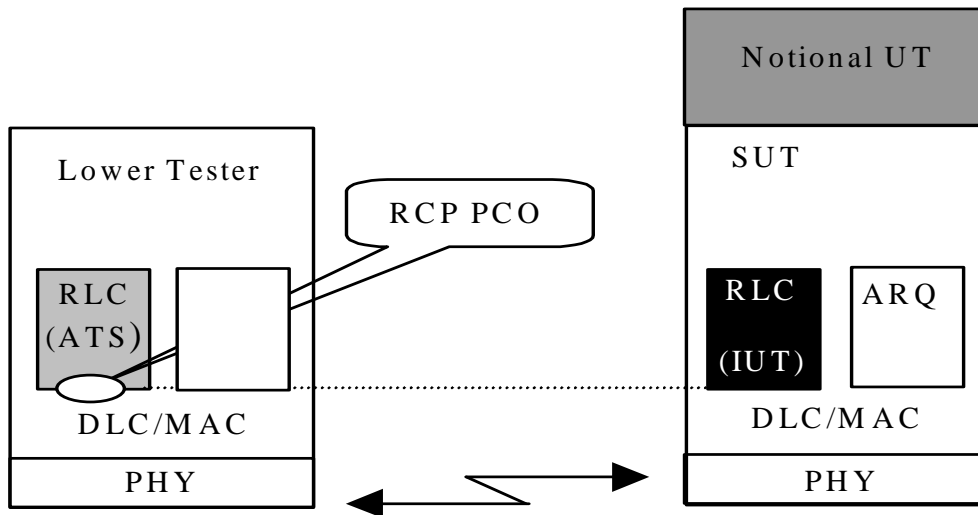 Notional UT
Lower Tester
SUT
RCP PCO
RLC
(ATS)
RLC
(IUT)
ARQ
DLC/MAC
DLC/MAC
PHY
PHY